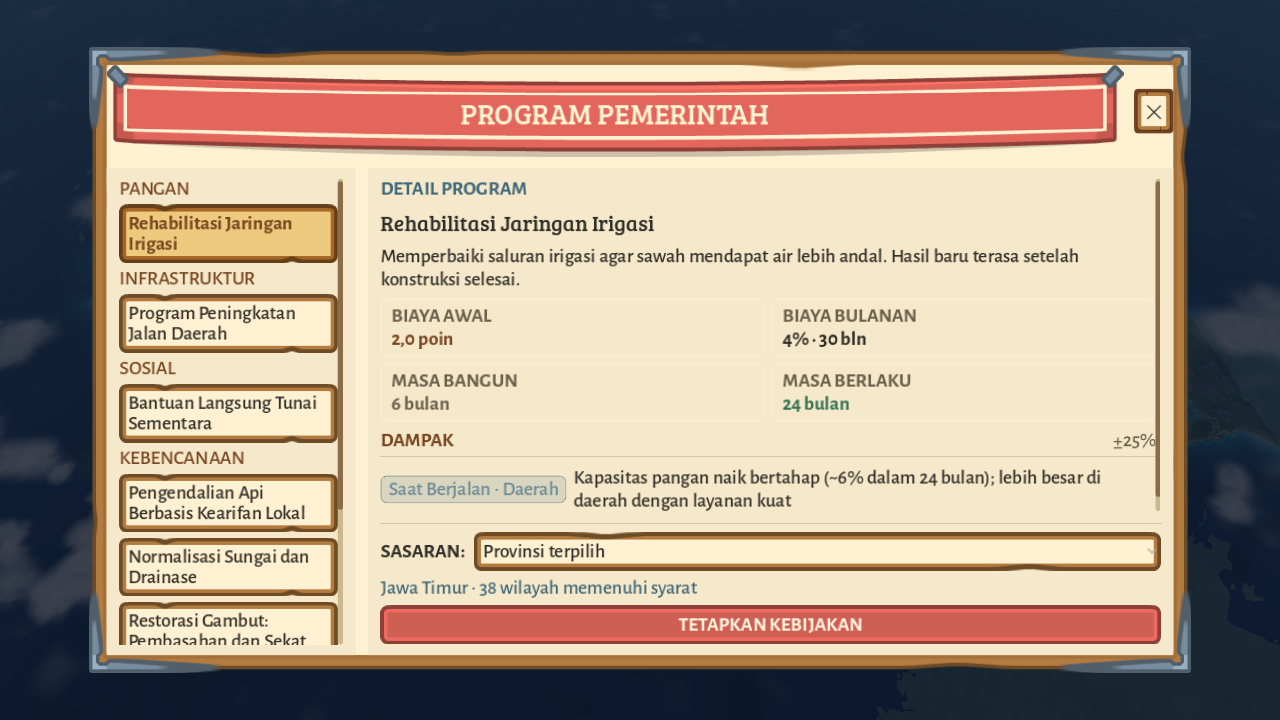 PROGRAM PEMERINTAH
PANGAN
Rehabilitasi Jaringan
Irigasi
INFRASTRUKTUR
Program Peningkatan
Jalan Daerah
SOSIAL
Bantuan Langsung Tunai
Sementara
KEBENCANAAN
Pengendalian Api
Berbasis Kearifan Lokal
Normalisasi Sungai dan
Drainase
Restorasi Gambut:
Pembasahan dan Sekat
DETAIL PROGRAM
Rehabilitasi Jaringan Irigasi
Memperbaiki saluran irigasi agar sawah mendapat air lebih andal. Hasil baru terasa setelah
konstruksi selesai.
BIAYA AWAL
2,0 poin
BIAYA BULANAN
4% · 30 bln
MASA BANGUN
6 bulan
MASA BERLAKU
24 bulan
DAMPAK
±25%
Saat Berjalan · Daerah
Kapasitas pangan naik bertahap (~6% dalam 24 bulan); lebih besar di
daerah dengan layanan kuat
SASARAN:
Provinsi terpilih
Jawa Timur · 38 wilayah memenuhi syarat
TETAPKAN KEBIJAKAN